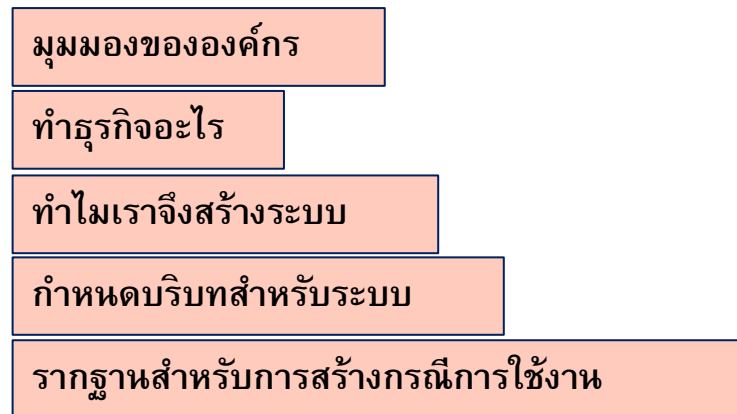 มุมมองขององค์กร
ทำธุรกิจอะไร
ทำไมเราจึงสร้างระบบ
กำหนดบริบทสำหรับระบบ
รากฐานสำหรับการสร้างกรณีการใช้งาน